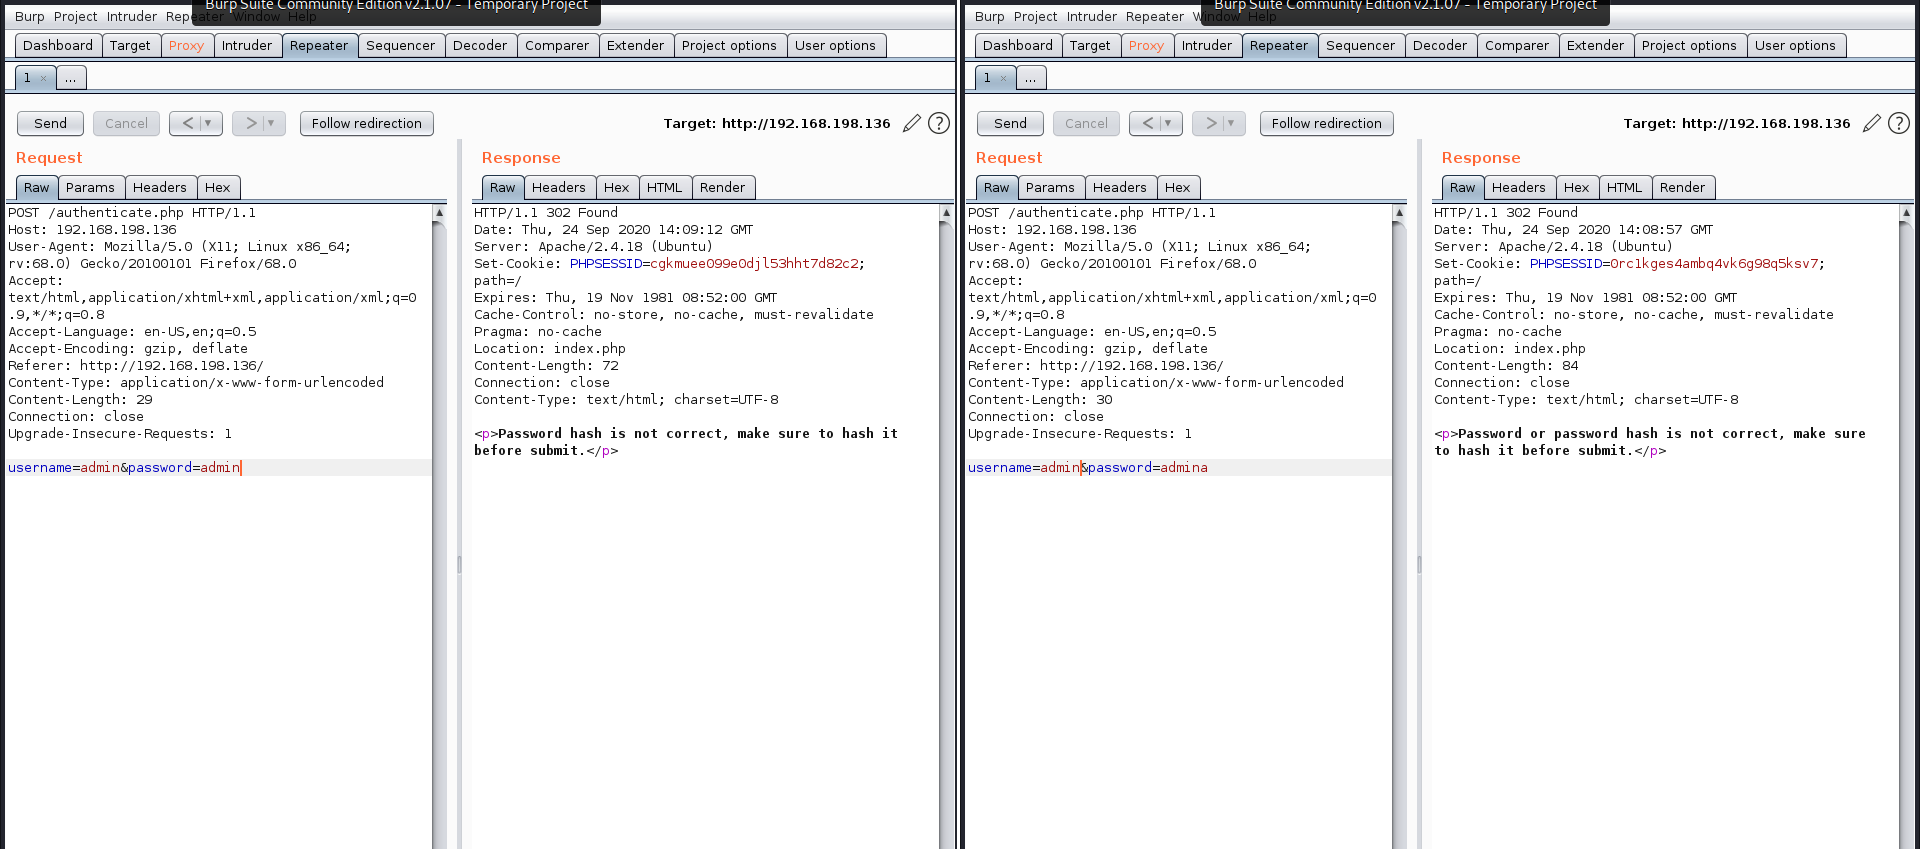 Burp Suite Community Edition v2.1.07 - Temporary Project
Burp Project Intruder Repeater Window Help
Dashboard Target Proxy Intruder Repeater Sequencer Decoder Comparer Extender Project options User options
1 × ...
Send Cancel < > Follow redirection Target: http://192.168.198.136 ?
Request
Raw Params Headers Hex
POST /authenticate.php HTTP/1.1
Host: 192.168.198.136
User-Agent: Mozilla/5.0 (X11; Linux x86_64;
rv:68.0) Gecko/20100101 Firefox/68.0
Accept:
text/html,application/xhtml+xml,application/xml;q=0
.9,*/*;q=0.8
Accept-Language: en-US,en;q=0.5
Accept-Encoding: gzip, deflate
Referer: http://192.168.198.136/
Content-Type: application/x-www-form-urlencoded
Content-Length: 29
Connection: close
Upgrade-Insecure-Requests: 1
username=admin&password=admin
Response
Raw Headers Hex HTML Render
HTTP/1.1 302 Found
Date: Thu, 24 Sep 2020 14:09:12 GMT
Server: Apache/2.4.18 (Ubuntu)
Set-Cookie: PHPSESSID=cgkmuee099e0djl53hht7d82c2;
path=/
Expires: Thu, 19 Nov 1981 08:52:00 GMT
Cache-Control: no-store, no-cache, must-revalidate
Pragma: no-cache
Location: index.php
Content-Length: 72
Connection: close
Content-Type: text/html; charset=UTF-8
<p>Password hash is not correct, make sure to hash it
before submit.</p>
Burp Suite Community Edition v2.1.07 - Temporary Project
Burp Project Intruder Repeater Window Help
Dashboard Target Proxy Intruder Repeater Sequencer Decoder Comparer Extender Project options User options
1 × ...
Send Cancel < > Follow redirection Target: http://192.168.198.136 ?
Request
Raw Params Headers Hex
POST /authenticate.php HTTP/1.1
Host: 192.168.198.136
User-Agent: Mozilla/5.0 (X11; Linux x86_64;
rv:68.0) Gecko/20100101 Firefox/68.0
Accept:
text/html,application/xhtml+xml,application/xml;q=0
.9,*/*;q=0.8
Accept-Language: en-US,en;q=0.5
Accept-Encoding: gzip, deflate
Referer: http://192.168.198.136/
Content-Type: application/x-www-form-urlencoded
Content-Length: 30
Connection: close
Upgrade-Insecure-Requests: 1
username=admin&password=admina
Response
Raw Headers Hex HTML Render
HTTP/1.1 302 Found
Date: Thu, 24 Sep 2020 14:08:57 GMT
Server: Apache/2.4.18 (Ubuntu)
Set-Cookie: PHPSESSID=0rc1kges4ambq4vk6g98q5ksv7;
path=/
Expires: Thu, 19 Nov 1981 08:52:00 GMT
Cache-Control: no-store, no-cache, must-revalidate
Pragma: no-cache
Location: index.php
Content-Length: 84
Connection: close
Content-Type: text/html; charset=UTF-8
<p>Password or password hash is not correct, make sure
to hash it before submit.</p>